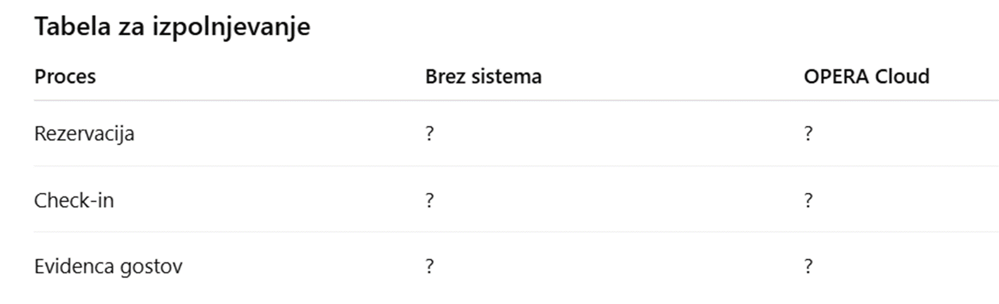 Tabela za izpolnjevanje
Proces Brez sistema OPERA Cloud
Rezervacija ? ?
Check-in ? ?
Evidenca gostov ? ?